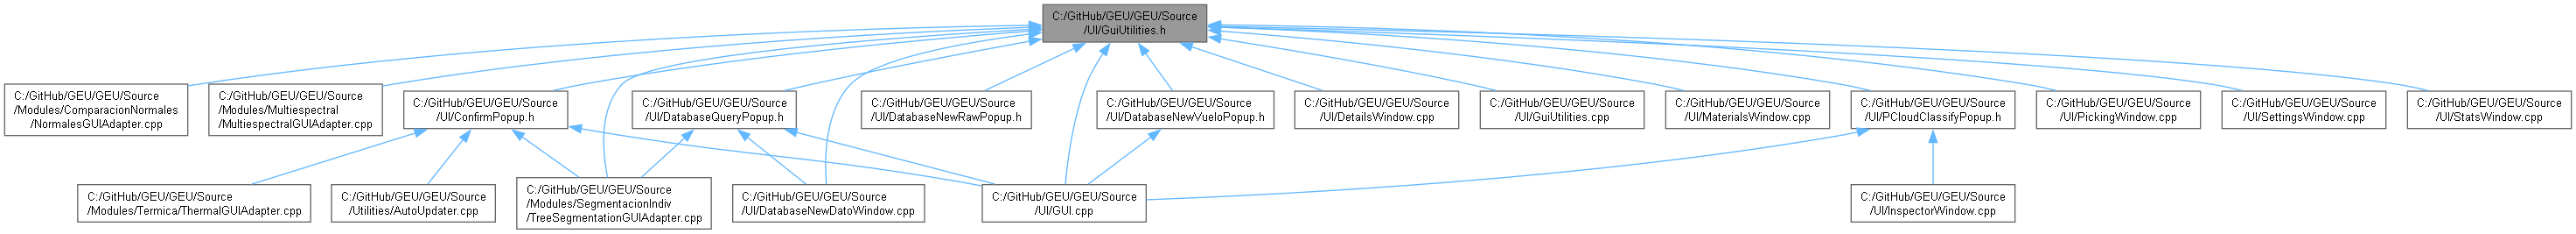 C:/GitHub/GEU/GEU/Source
/UI/GuiUtilities.h
C:/GitHub/GEU/GEU/Source
/Modules/ComparacionNormales
/NormalesGUIAdapter.cpp
C:/GitHub/GEU/GEU/Source
/Modules/Multiespectral
/MultiespectralGUIAdapter.cpp
C:/GitHub/GEU/GEU/Source
/UI/ConfirmPopup.h
C:/GitHub/GEU/GEU/Source
/UI/DatabaseQueryPopup.h
C:/GitHub/GEU/GEU/Source
/UI/DatabaseNewRawPopup.h
C:/GitHub/GEU/GEU/Source
/UI/DatabaseNewVueloPopup.h
C:/GitHub/GEU/GEU/Source
/UI/DetailsWindow.cpp
C:/GitHub/GEU/GEU/Source
/UI/GuiUtilities.cpp
C:/GitHub/GEU/GEU/Source
/UI/MaterialsWindow.cpp
C:/GitHub/GEU/GEU/Source
/UI/PCloudClassifyPopup.h
C:/GitHub/GEU/GEU/Source
/UI/PickingWindow.cpp
C:/GitHub/GEU/GEU/Source
/UI/SettingsWindow.cpp
C:/GitHub/GEU/GEU/Source
/UI/StatsWindow.cpp
C:/GitHub/GEU/GEU/Source
/Modules/Termica/ThermalGUIAdapter.cpp
C:/GitHub/GEU/GEU/Source
/Utilities/AutoUpdater.cpp
C:/GitHub/GEU/GEU/Source
/Modules/SegmentacionIndiv
/TreeSegmentationGUIAdapter.cpp
C:/GitHub/GEU/GEU/Source
/UI/DatabaseNewDatoWindow.cpp
C:/GitHub/GEU/GEU/Source
/UI/GUI.cpp
C:/GitHub/GEU/GEU/Source
/UI/InspectorWindow.cpp